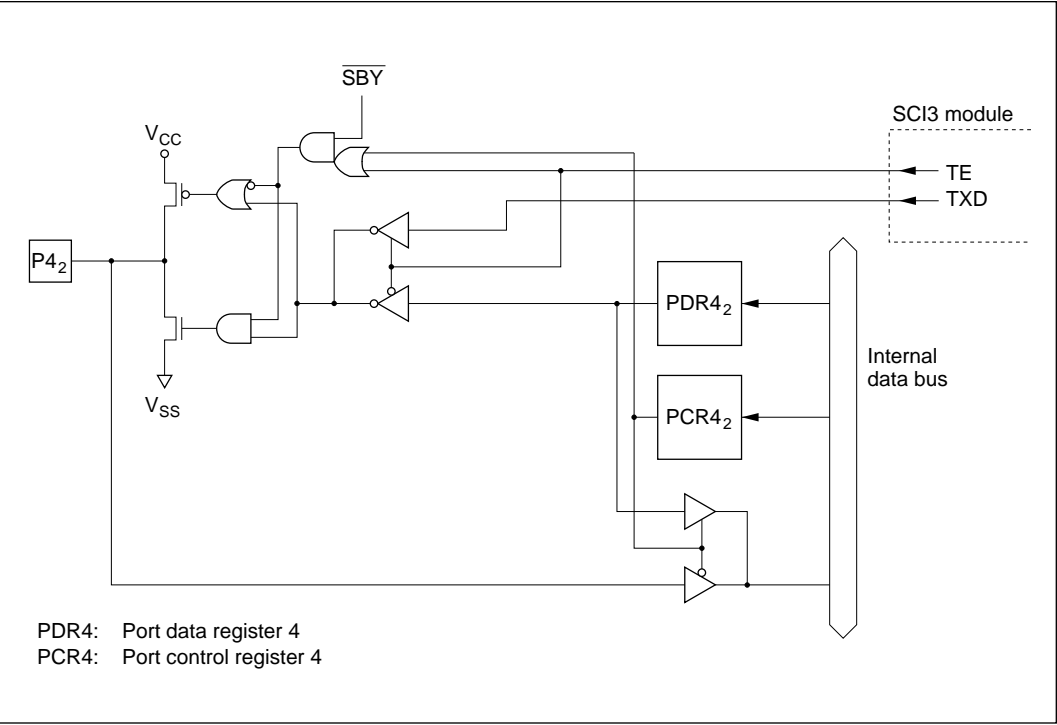 SBY
SCI3 module
VCC
TE
TXD
P42
PDR42
Internal
data bus
PCR42
VSS
PDR4: Port data register 4
PCR4: Port control register 4